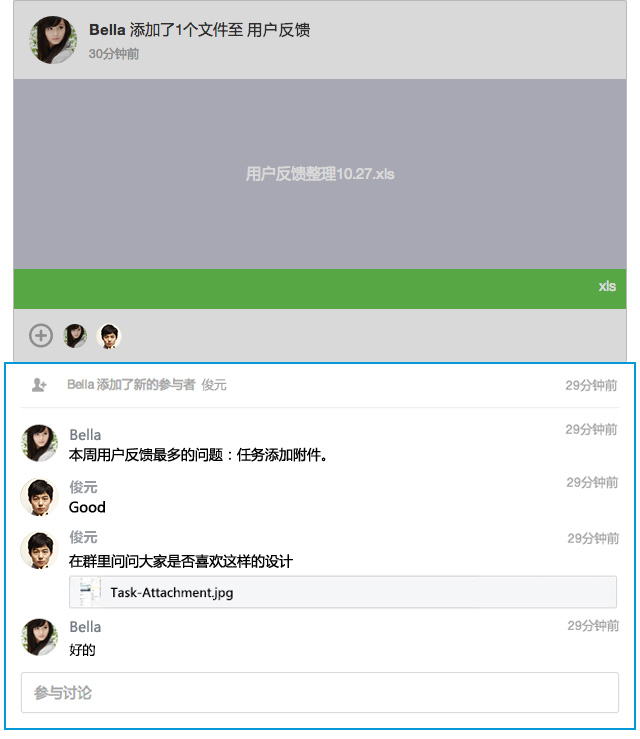 Bella 添加了1个文件至 用户反馈
30分钟前
用户反馈整理10.27.xls
xls
Bella 添加了新的参与者 俊元 29分钟前
Bella 29分钟前
本周用户反馈最多的问题：任务添加附件。
俊元 29分钟前
Good
俊元 29分钟前
在群里问问大家是否喜欢这样的设计
Task-Attachment.jpg
Bella 29分钟前
好的
参与讨论